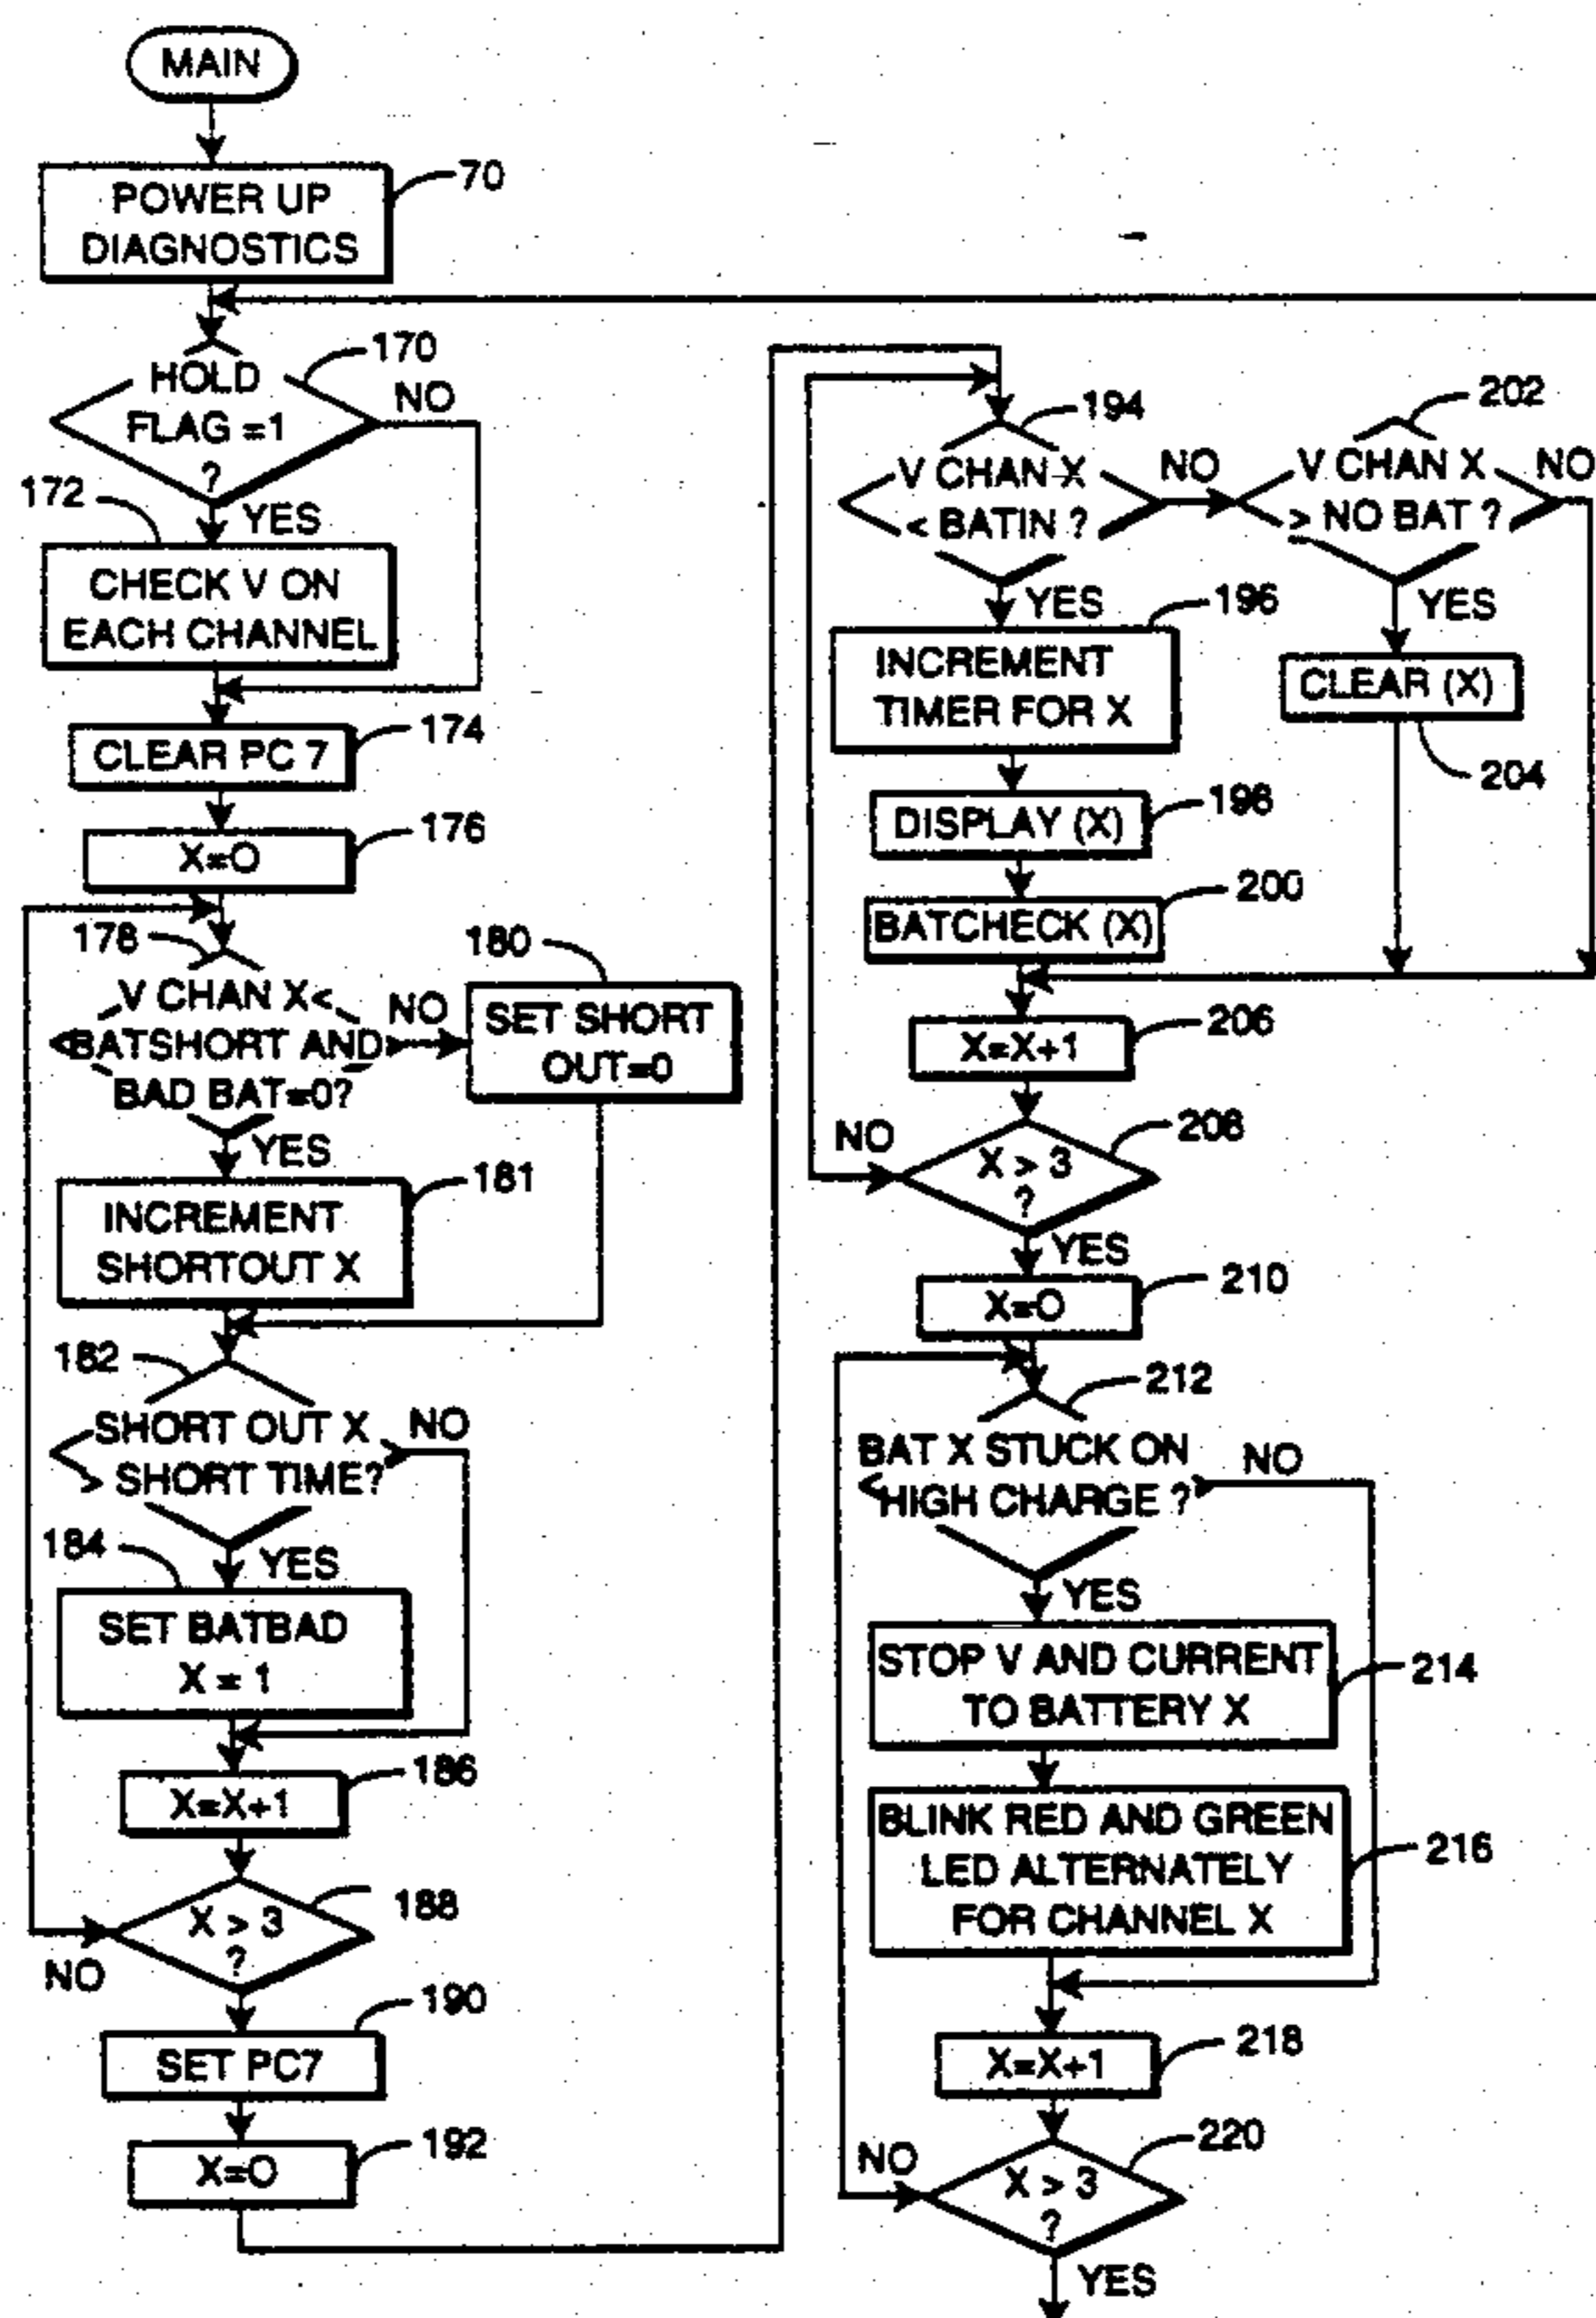 MAIN
POWER UP
DIAGNOSTICS
70
HOLD
FLAG =1
?
170
NO
YES
172
CHECK V ON
EACH CHANNEL
CLEAR PC 7
174
X=0
176
178
V CHAN X<
BATSHORT AND
BAD BAT=0?
NO
180
SET SHORT
OUT=0
YES
INCREMENT
SHORTOUT X
181
182
SHORT OUT X
> SHORT TIME?
NO
184
YES
SET BATBAD
X = 1
X=X+1
186
X > 3
?
188
NO
190
SET PC7
X=0
192
194
V CHAN X
< BATIN ?
NO
202
V CHAN X
> NO BAT ?
NO
YES
196
INCREMENT
TIMER FOR X
YES
CLEAR (X)
204
DISPLAY (X)
198
BATCHECK (X)
200
X=X+1
206
NO
X > 3
?
208
YES
X=0
210
212
BAT X STUCK ON
HIGH CHARGE ?
NO
YES
STOP V AND CURRENT
TO BATTERY X
214
BLINK RED AND GREEN
LED ALTERNATELY
FOR CHANNEL X
216
X=X+1
218
NO
X > 3
?
220
YES